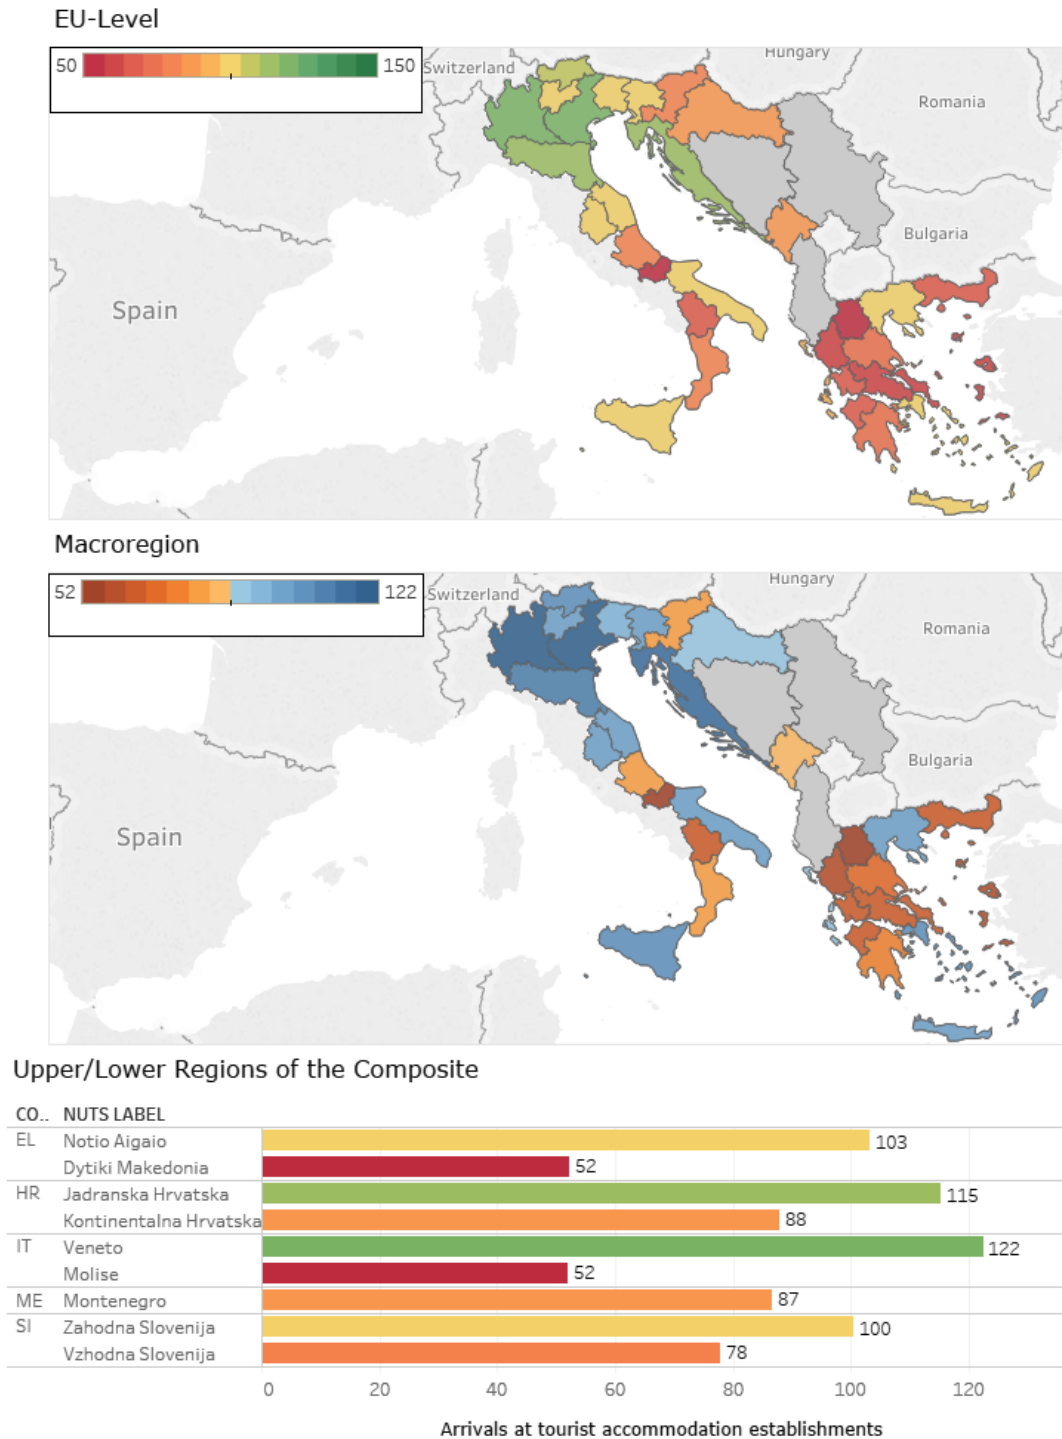 EU-Level
50 150
Switzerland
Hungary
Romania
Bulgaria
Spain
Macroregion
52 122
Switzerland
Hungary
Romania
Bulgaria
Spain
Upper/Lower Regions of the Composite
CO.. NUTS LABEL
EL Notio Aigaio 103
Dytiki Makedonia 52
HR Jadranska Hrvatska 115
Kontinentalna Hrvatska 88
IT Veneto 122
Molise 52
ME Montenegro 87
SI Zahodna Slovenija 100
Vzhodna Slovenija 78
0 20 40 60 80 100 120
Arrivals at tourist accommodation establishments